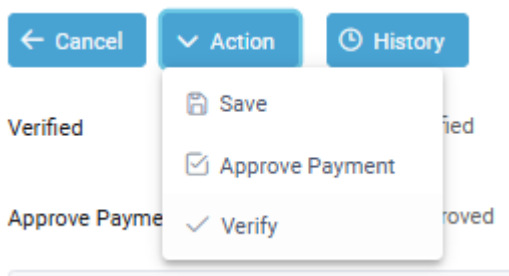 Cancel Action History
Save
Verified
Approve Payment
Verify